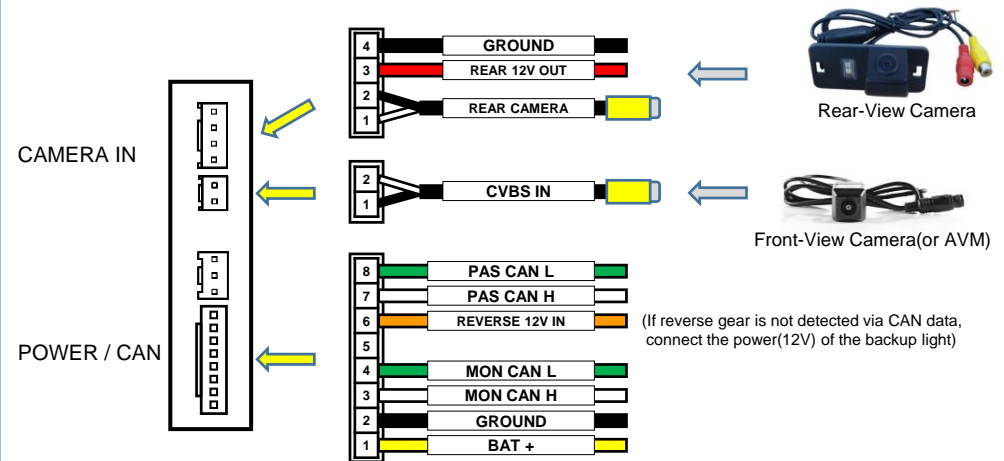 CAMERA IN
POWER / CAN
4 GROUND
3 REAR 12V OUT
2
REAR CAMERA
1
Rear-View Camera
2
CVBS IN
1
Front-View Camera(or AVM)
8 PAS CAN L
7 PAS CAN H
6 REVERSE 12V IN
(If reverse gear is not detected via CAN data,
connect the power(12V) of the backup light)
5
4 MON CAN L
3 MON CAN H
2 GROUND
1 BAT +